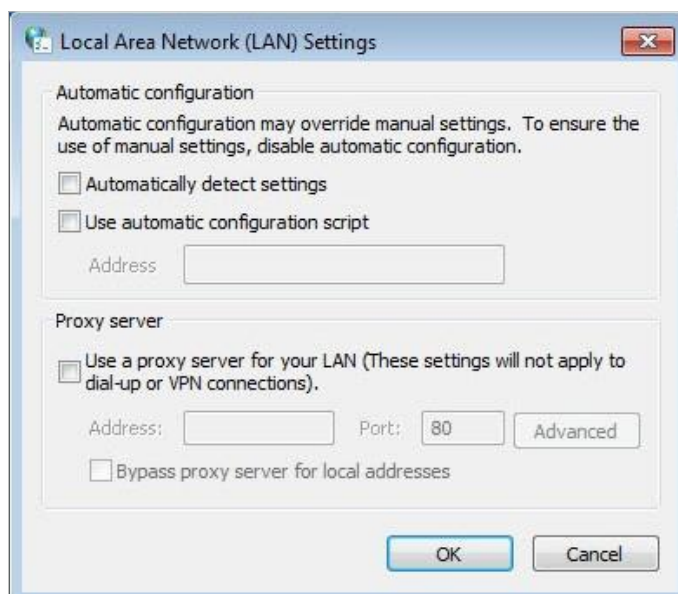 Local Area Network (LAN) Settings
Automatic configuration
Automatic configuration may override manual settings. To ensure the
use of manual settings, disable automatic configuration.
Automatically detect settings
Use automatic configuration script
Address
Proxy server
Use a proxy server for your LAN (These settings will not apply to
dial-up or VPN connections).
Address: Port: 80 Advanced
Bypass proxy server for local addresses
OK Cancel